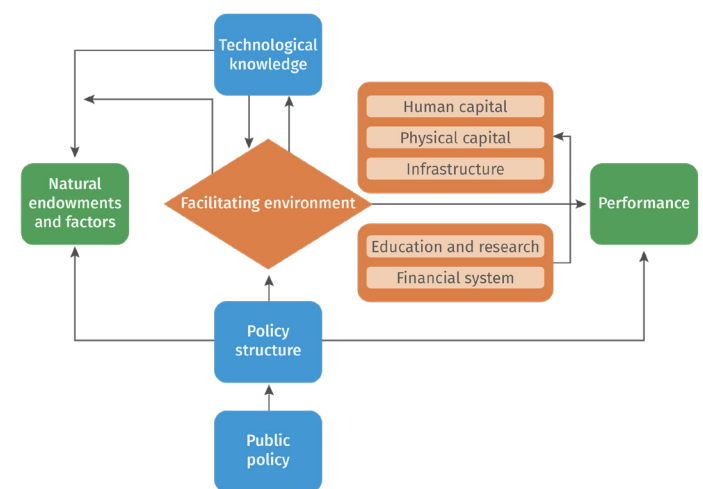 Technological
knowledge
Human capital
Physical capital
Infrastructure
Natural
endowments
and factors
Facilitating environment
Performance
Education and research
Financial system
Policy
structure
Public
policy